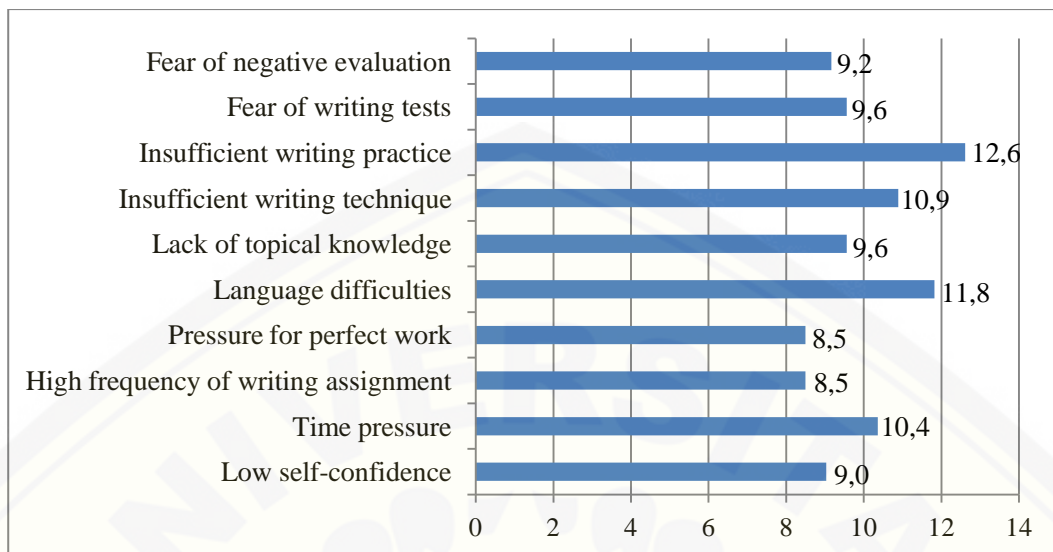 Fear of negative evaluation 9,2
Fear of writing tests 9,6
Insufficient writing practice 12,6
Insufficient writing technique 10,9
Lack of topical knowledge 9,6
Language difficulties 11,8
Pressure for perfect work 8,5
High frequency of writing assignment 8,5
Time pressure 10,4
Low self-confidence 9,0
0 2 4 6 8 10 12 14
NIVERSITA